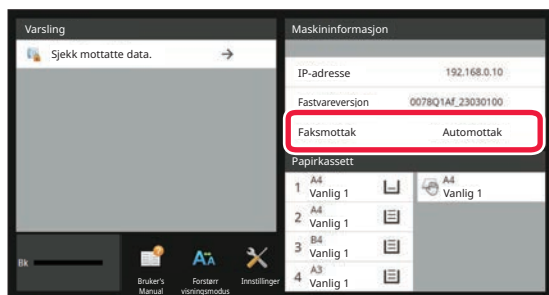 Varsling
Sjekk mottatte data.
Maskininformasjon
IP-adresse 192.168.0.10
Fastvareversjon 0078Q1Af_23030100
Faksmottak Automottak
Papirkassett
1 A4
Vanlig 1
A4
Vanlig 1
2 A4
Vanlig 1
3 B4
Vanlig 1
4 A3
Vanlig 1
Bk
Bruker's
Manual
Forstørr
visningsmodus
Innstillinger